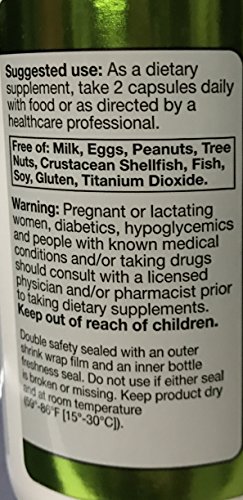 Suggested use: As a dietary
supplement, take 2 capsules daily
with food or as directed by a
healthcare professional.
Free of: Milk, Eggs, Peanuts, Tree
Nuts, Crustacean Shellfish, Fish,
Soy, Gluten, Titanium Dioxide.
Warning: Pregnant or lactating
women, diabetics, hypoglycemics
and people with known medical
conditions and/or taking drugs
should consult with a licensed
physician and/or pharmacist prior
to taking dietary supplements.
Keep out of reach of children.
Double safety sealed with an outer
shrink wrap film and an inner bottle
freshness seal. Do not use if either seal
is broken or missing. Keep product dry
and at room temperature
(59°-86°F [15°-30°C]).